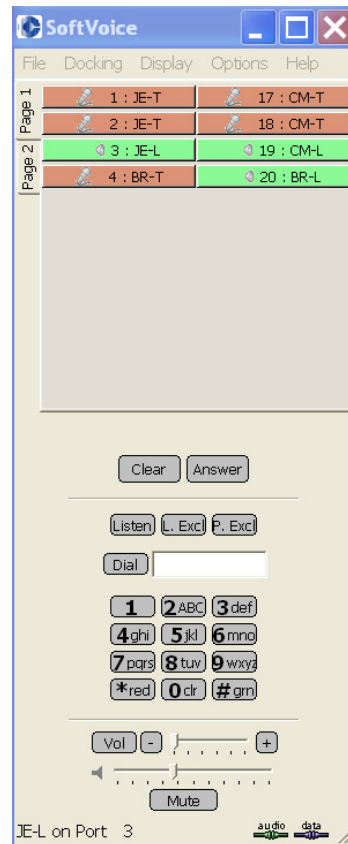 SoftVoice
File Docking Display Options Help
Page 1
Page 2
1 : JE-T 17 : CM-T
2 : JE-T 18 : CM-T
3 : JE-L 19 : CM-L
4 : BR-T 20 : BR-L
Clear Answer
Listen L. Excl P. Excl
Dial
1 2ABC 3def
4ghi 5jkl 6mno
7pqrs 8tuv 9wxyz
*red 0clr #grn
Vol - +
Mute
JE-L on Port 3 audio data